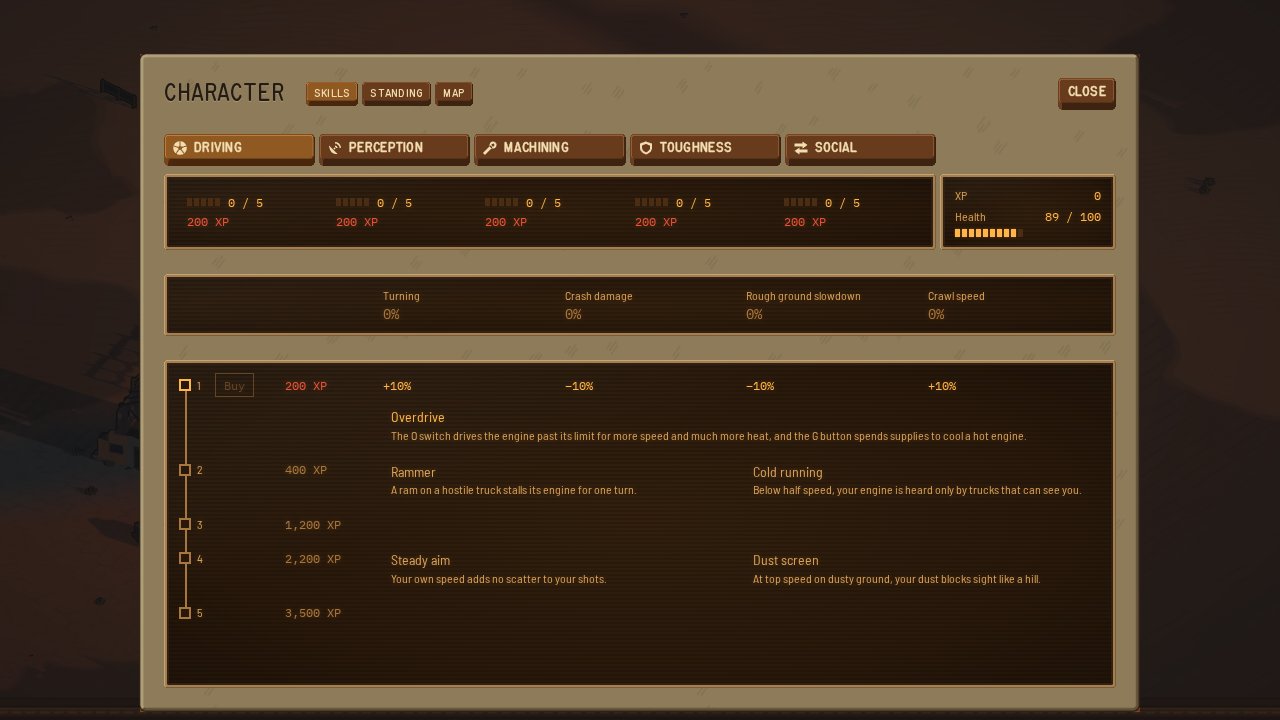 CHARACTER SKILLS STANDING MAP CLOSE
DRIVING PERCEPTION MACHINING TOUGHNESS SOCIAL
0 / 5 0 / 5 0 / 5 0 / 5 0 / 5
200 XP 200 XP 200 XP 200 XP 200 XP
XP 0
Health 89 / 100
Turning Crash damage Rough ground slowdown Crawl speed
0% 0% 0% 0%
1 Buy 200 XP +10% −10% −10% +10%
Overdrive
The O switch drives the engine past its limit for more speed and much more heat, and the G button spends supplies to cool a hot engine.
2 400 XP Rammer Cold running
A ram on a hostile truck stalls its engine for one turn. Below half speed, your engine is heard only by trucks that can see you.
3 1,200 XP
4 2,200 XP Steady aim Dust screen
Your own speed adds no scatter to your shots. At top speed on dusty ground, your dust blocks sight like a hill.
5 3,500 XP